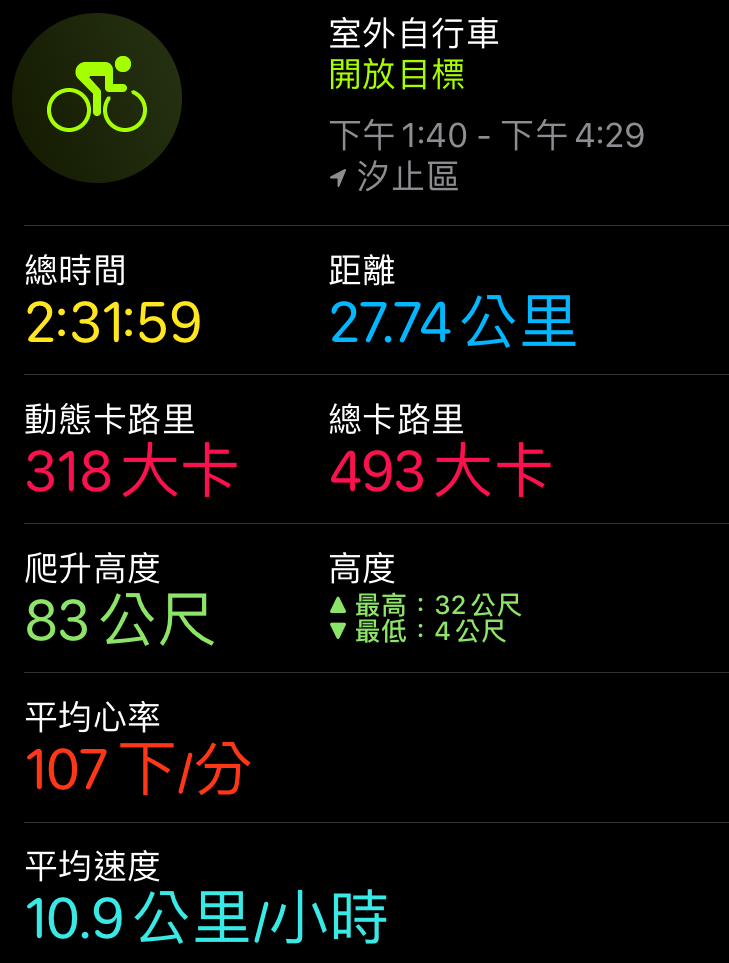 室外自行車
開放目標
下午 1:40 - 下午 4:29
汐止區
總時間
2:31:59
距離
27.74 公里
動態卡路里
318 大卡
總卡路里
493 大卡
爬升高度
83 公尺
高度
▲ 最高：32 公尺
▼ 最低：4 公尺
平均心率
107 下/分
平均速度
10.9 公里/小時